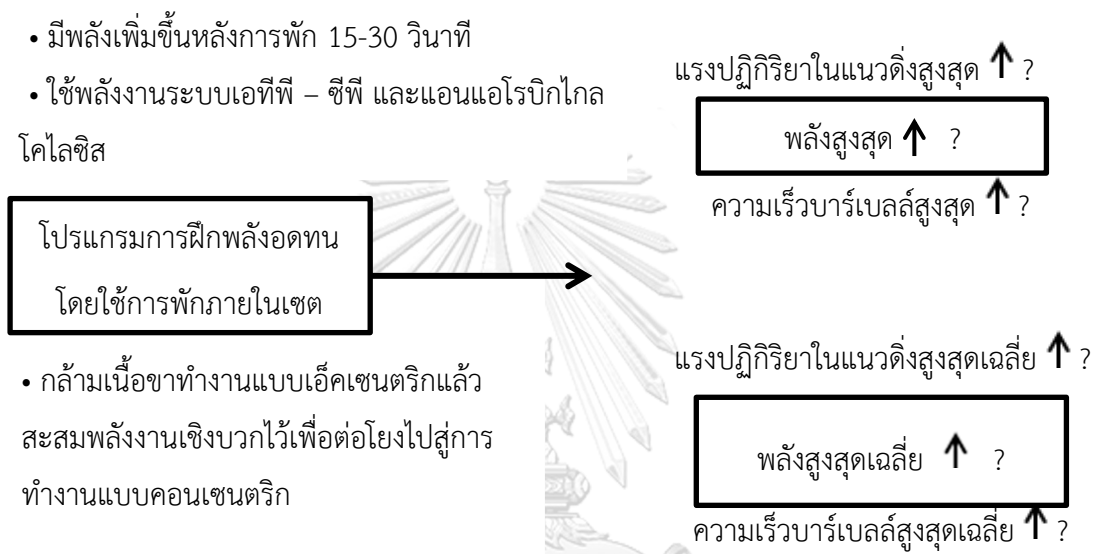 • มีพลังเพิ่มขึ้นหลังการพัก 15-30 วินาที
• ใช้พลังงานระบบเอทีพี – ซีพี และแอนแอโรบิกไกล
โคไลซิส
โปรแกรมการฝึกพลังอดทน
โดยใช้การพักภายในเซต
• กล้ามเนื้อขาทำงานแบบเอ็คเซนตริกแล้ว
สะสมพลังงานเชิงบวกไว้เพื่อต่อโยงไปสู่การ
ทำงานแบบคอนเซนตริก
แรงปฏิกิริยาในแนวดิ่งสูงสุด ↑ ?
พลังสูงสุด ↑ ?
ความเร็วบาร์เบลล์สูงสุด ↑ ?
แรงปฏิกิริยาในแนวดิ่งสูงสุดเฉลี่ย ↑ ?
พลังสูงสุดเฉลี่ย ↑ ?
ความเร็วบาร์เบลล์สูงสุดเฉลี่ย ↑ ?